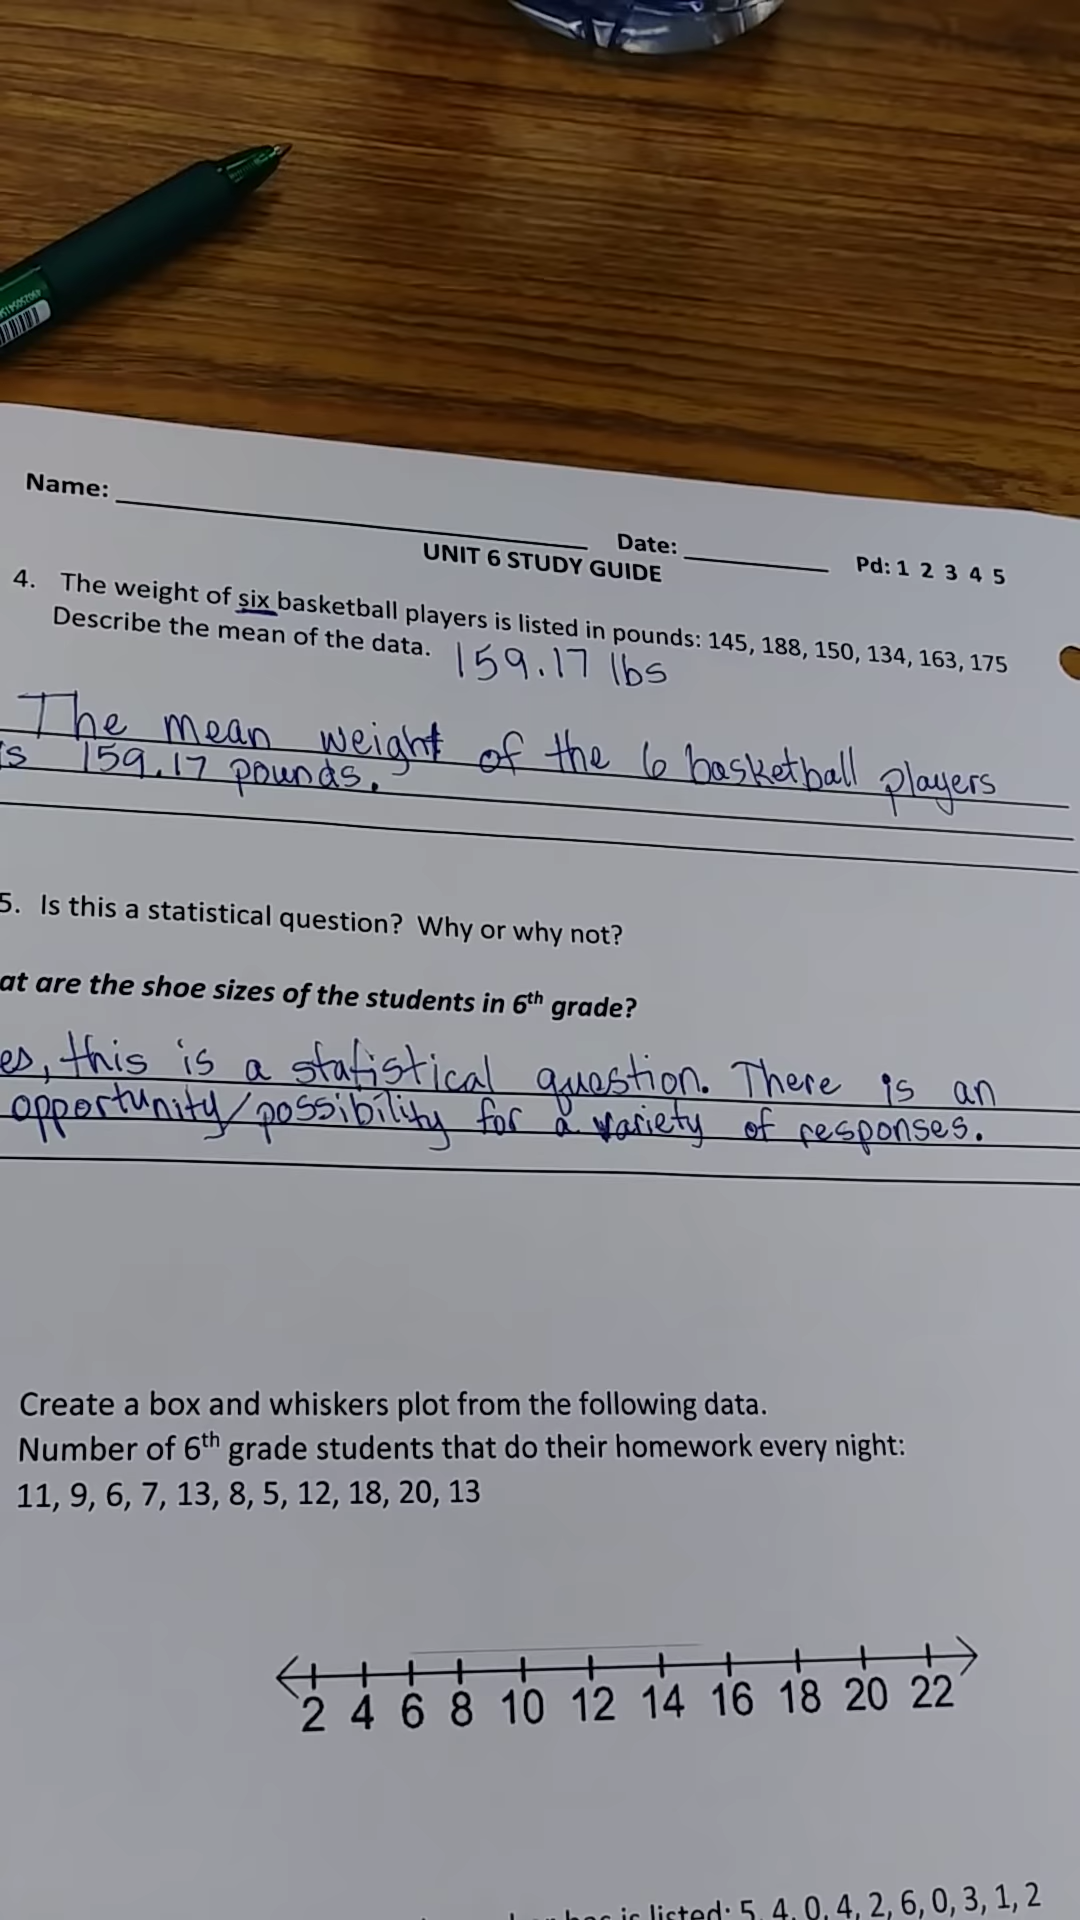 Name:
Date:
Pd: 1 2 3 4 5
UNIT 6 STUDY GUIDE
4. The weight of six basketball players is listed in pounds: 145, 188, 150, 134, 163, 175
Describe the mean of the data. 159.17 lbs
The mean weight of the 6 basketball players
is 159.17 pounds.
5. Is this a statistical question? Why or why not?
at are the shoe sizes of the students in 6th grade?
es, this is a statistical question. There is an
opportunity/possibility for a variety of responses.
Create a box and whiskers plot from the following data.
Number of 6th grade students that do their homework every night:
11, 9, 6, 7, 13, 8, 5, 12, 18, 20, 13
2 4 6 8 10 12 14 16 18 20 22
is listed: 5, 4, 0, 4, 2, 6, 0, 3, 1, 2